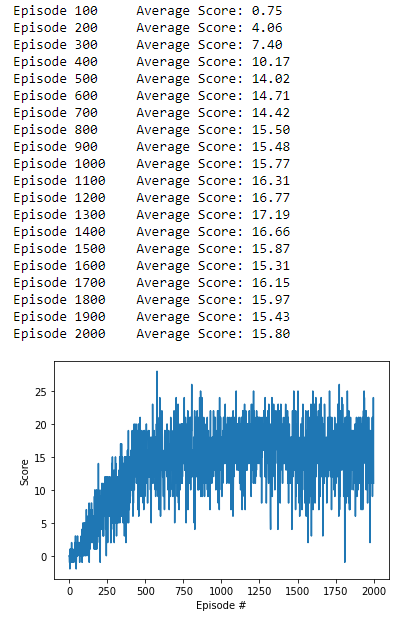 Episode 100 Average Score: 0.75
Episode 200 Average Score: 4.06
Episode 300 Average Score: 7.40
Episode 400 Average Score: 10.17
Episode 500 Average Score: 14.02
Episode 600 Average Score: 14.71
Episode 700 Average Score: 14.42
Episode 800 Average Score: 15.50
Episode 900 Average Score: 15.48
Episode 1000 Average Score: 15.77
Episode 1100 Average Score: 16.31
Episode 1200 Average Score: 16.77
Episode 1300 Average Score: 17.19
Episode 1400 Average Score: 16.66
Episode 1500 Average Score: 15.87
Episode 1600 Average Score: 15.31
Episode 1700 Average Score: 16.15
Episode 1800 Average Score: 15.97
Episode 1900 Average Score: 15.43
Episode 2000 Average Score: 15.80
25
20
15
10
5
0
Score
0 250 500 750 1000 1250 1500 1750 2000
Episode #